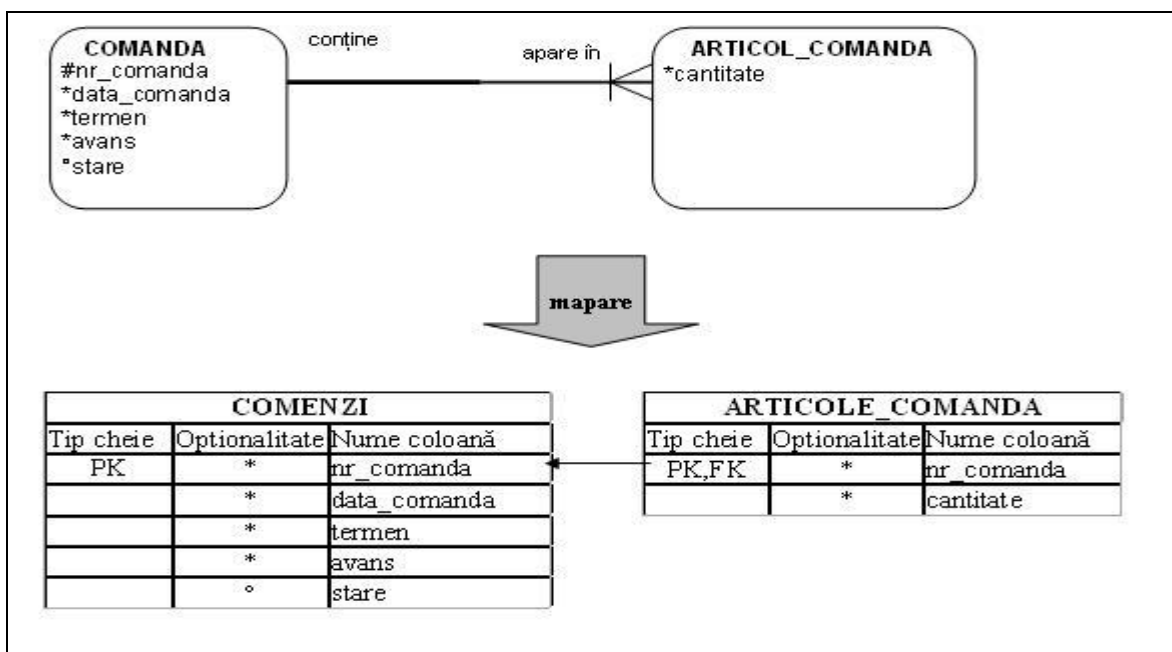 COMANDA
#nr_comanda
*data_comanda
*termen
*avans
°stare
conține
apare în
ARTICOL_COMANDA
*cantitate
mapare
COMENZI
Tip cheie Optionalitate Nume coloană
PK * nr_comanda
* data_comanda
* termen
* avans
° stare
ARTICOLE_COMANDA
Tip cheie Optionalitate Nume coloană
PK,FK * nr_comanda
* cantitate